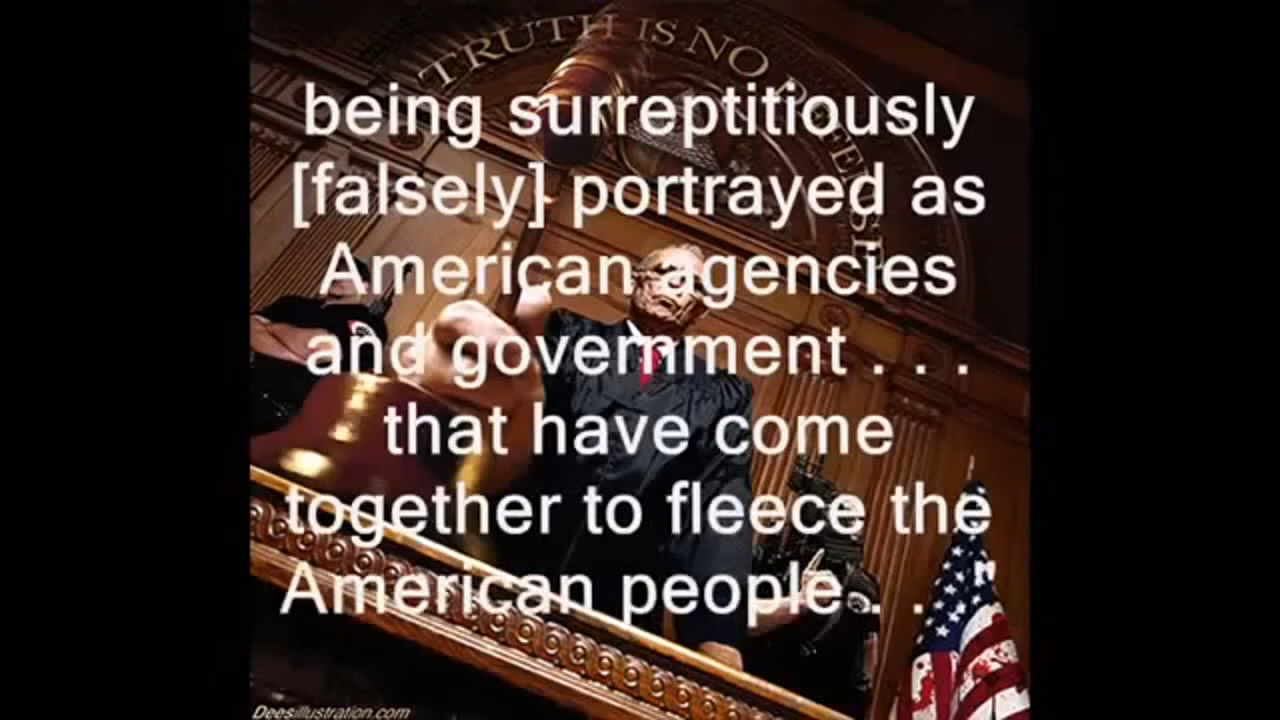 TRUTH IS NO DEFENSE
being surreptitiously
[falsely] portrayed as
American agencies
and government . . .
that have come
together to fleece the
American people . . "
Deesillustration.com